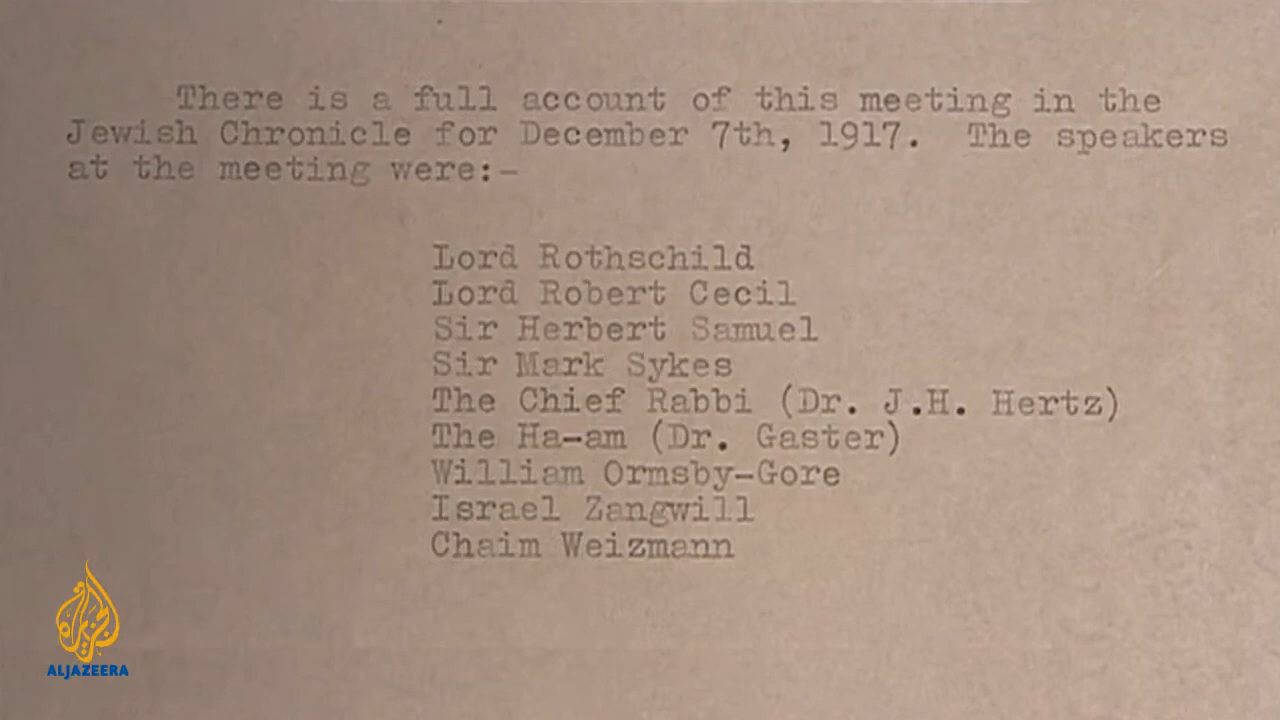 There is a full account of this meeting in the
Jewish Chronicle for December 7th, 1917. The speakers
at the meeting were:-
Lord Rothschild
Lord Robert Cecil
Sir Herbert Samuel
Sir Mark Sykes
The Chief Rabbi (Dr. J.H. Hertz)
The Ha-am (Dr. Gaster)
William Ormsby-Gore
Israel Zangwill
Chaim Weizmann
الجزيرة
ALJAZEERA